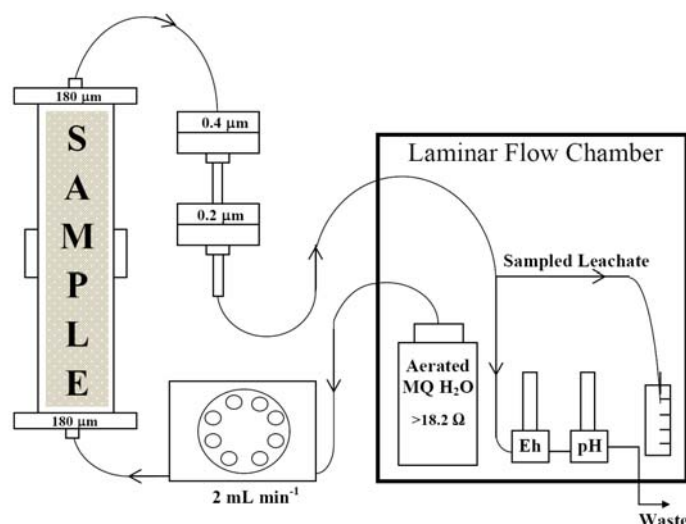 180 µm
S
A
M
P
L
E
180 µm
0.4 µm
0.2 µm
2 mL min⁻¹
Laminar Flow Chamber
Sampled Leachate
Aerated
MQ H₂O
>18.2 Ω
Eh
pH
Waste